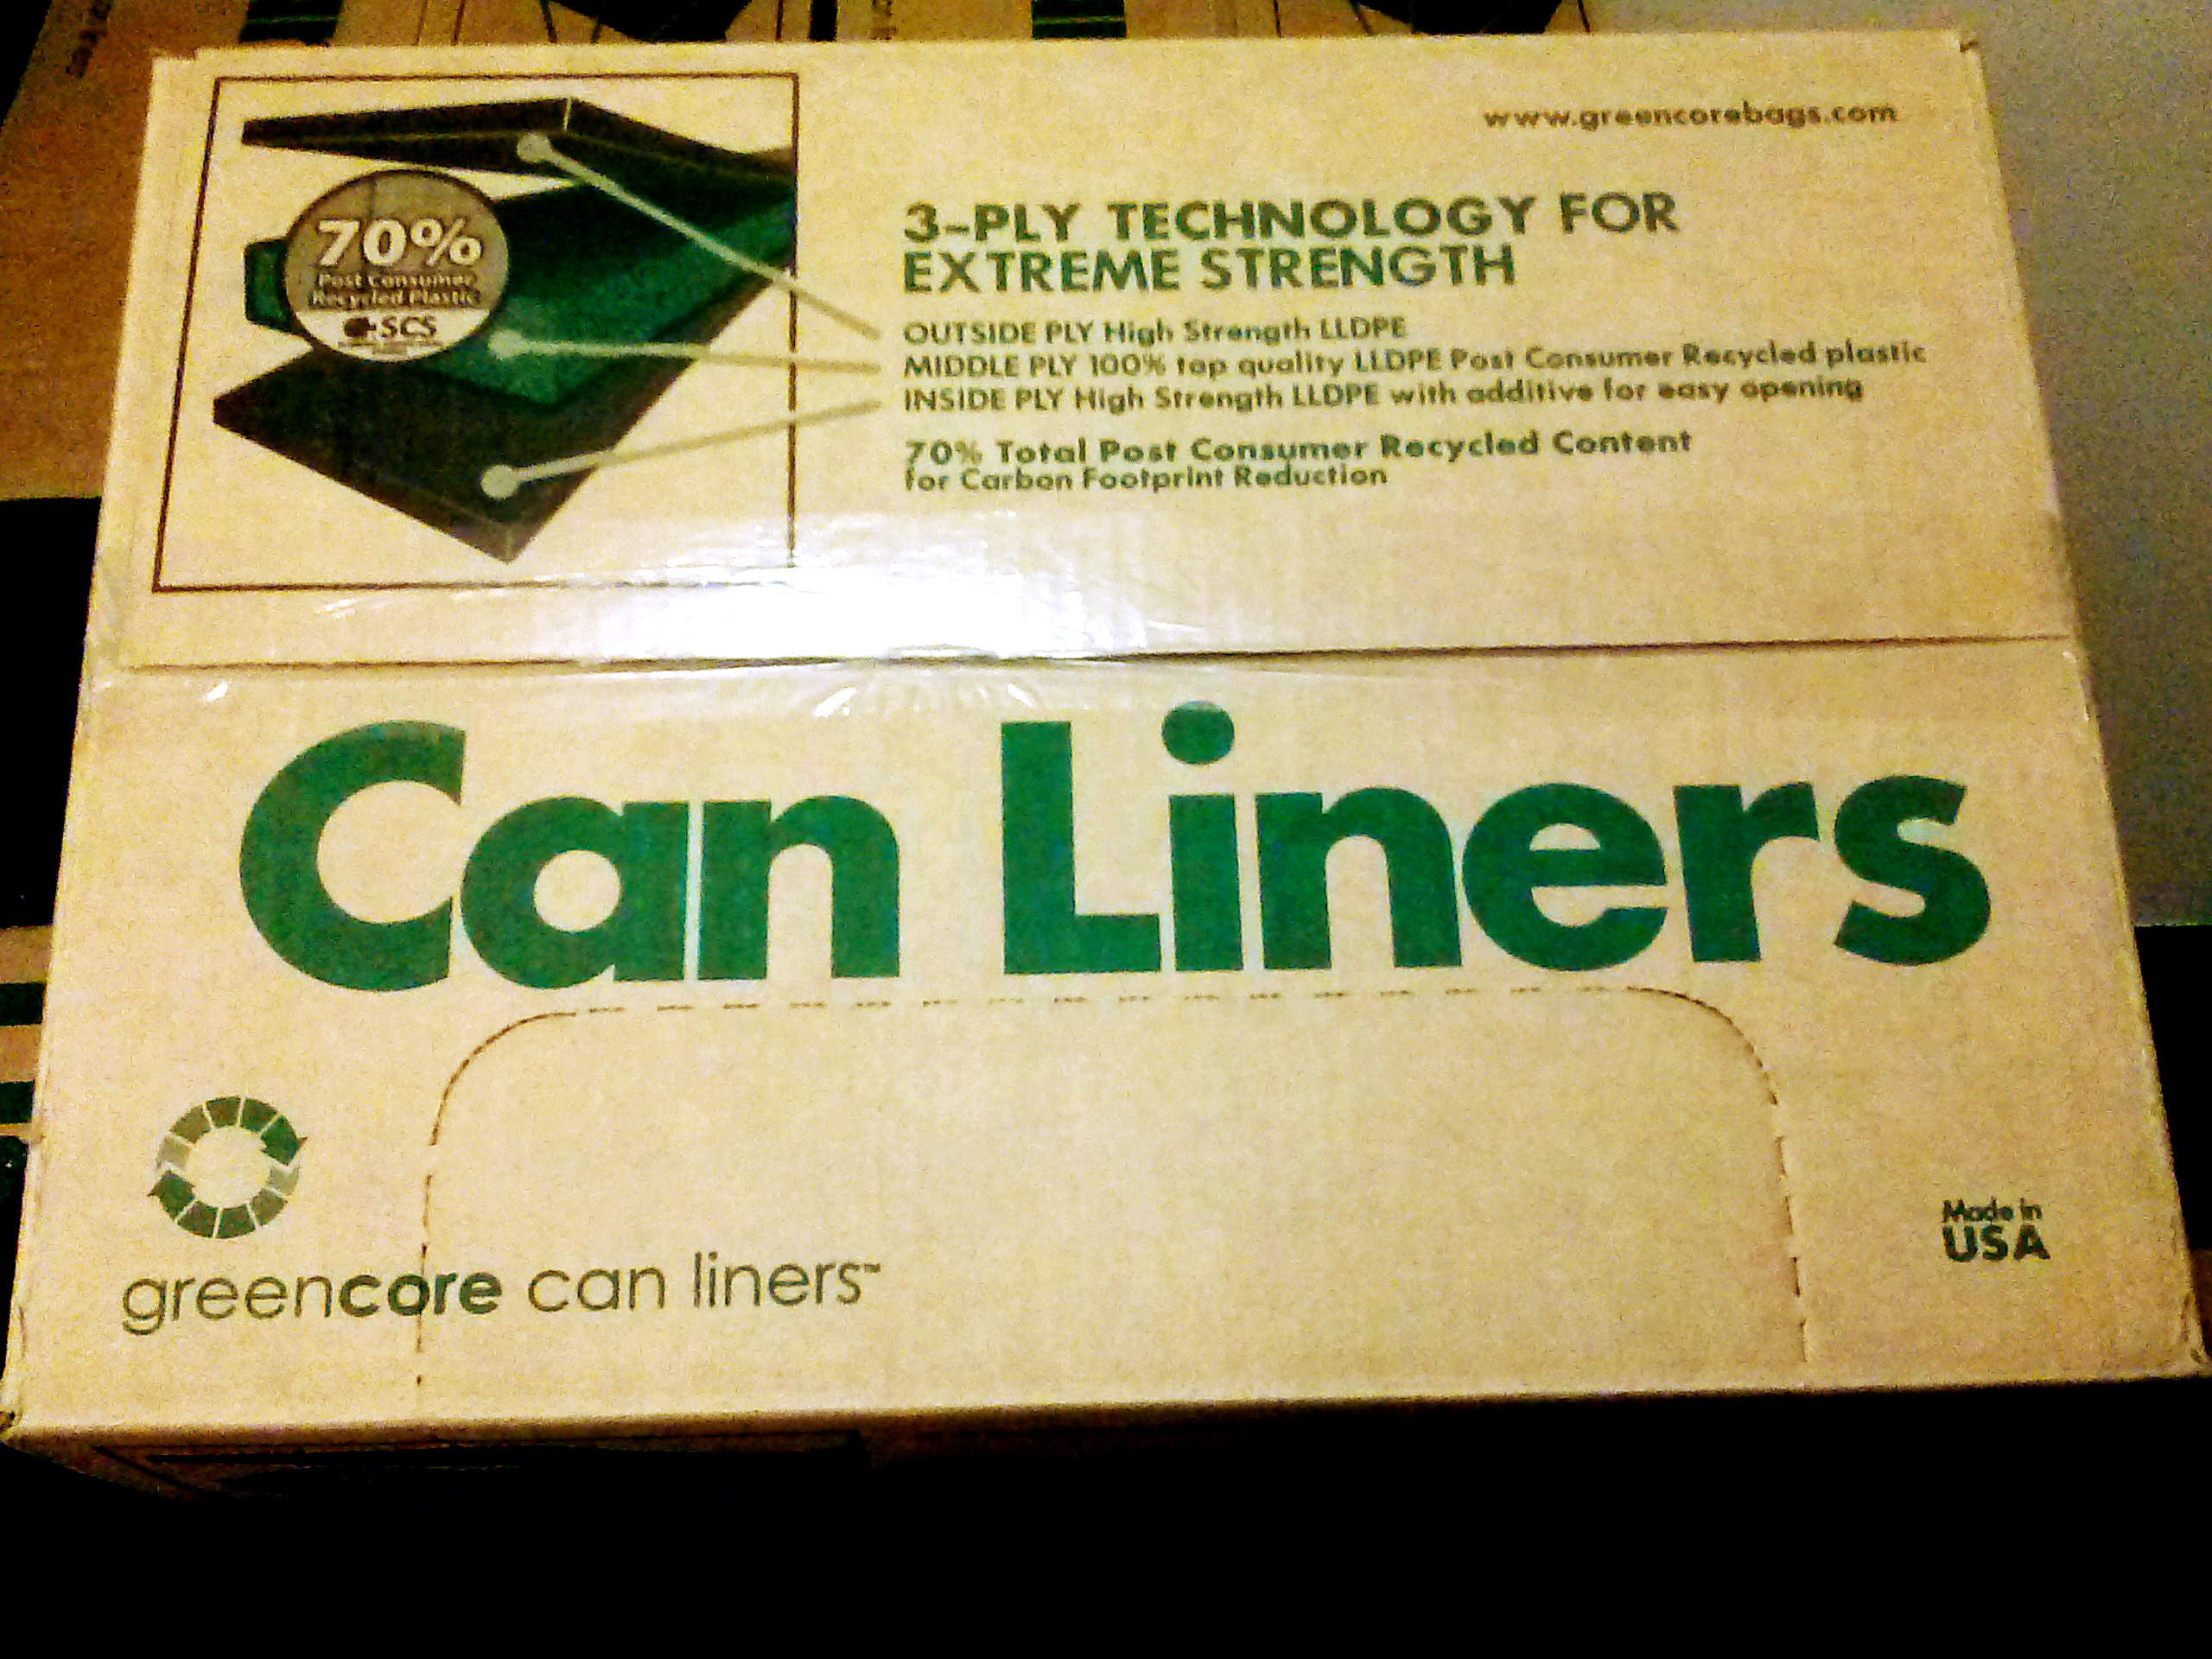 www.greencorebags.com
70%
Post Consumer
Recycled Plastic
SCS
3-PLY TECHNOLOGY FOR
EXTREME STRENGTH
OUTSIDE PLY High Strength LLDPE
MIDDLE PLY 100% top quality LLDPE Post Consumer Recycled plastic
INSIDE PLY High Strength LLDPE with additive for easy opening
70% Total Post Consumer Recycled Content
for Carbon Footprint Reduction
Can Liners
greencore can liners™
Made in
USA